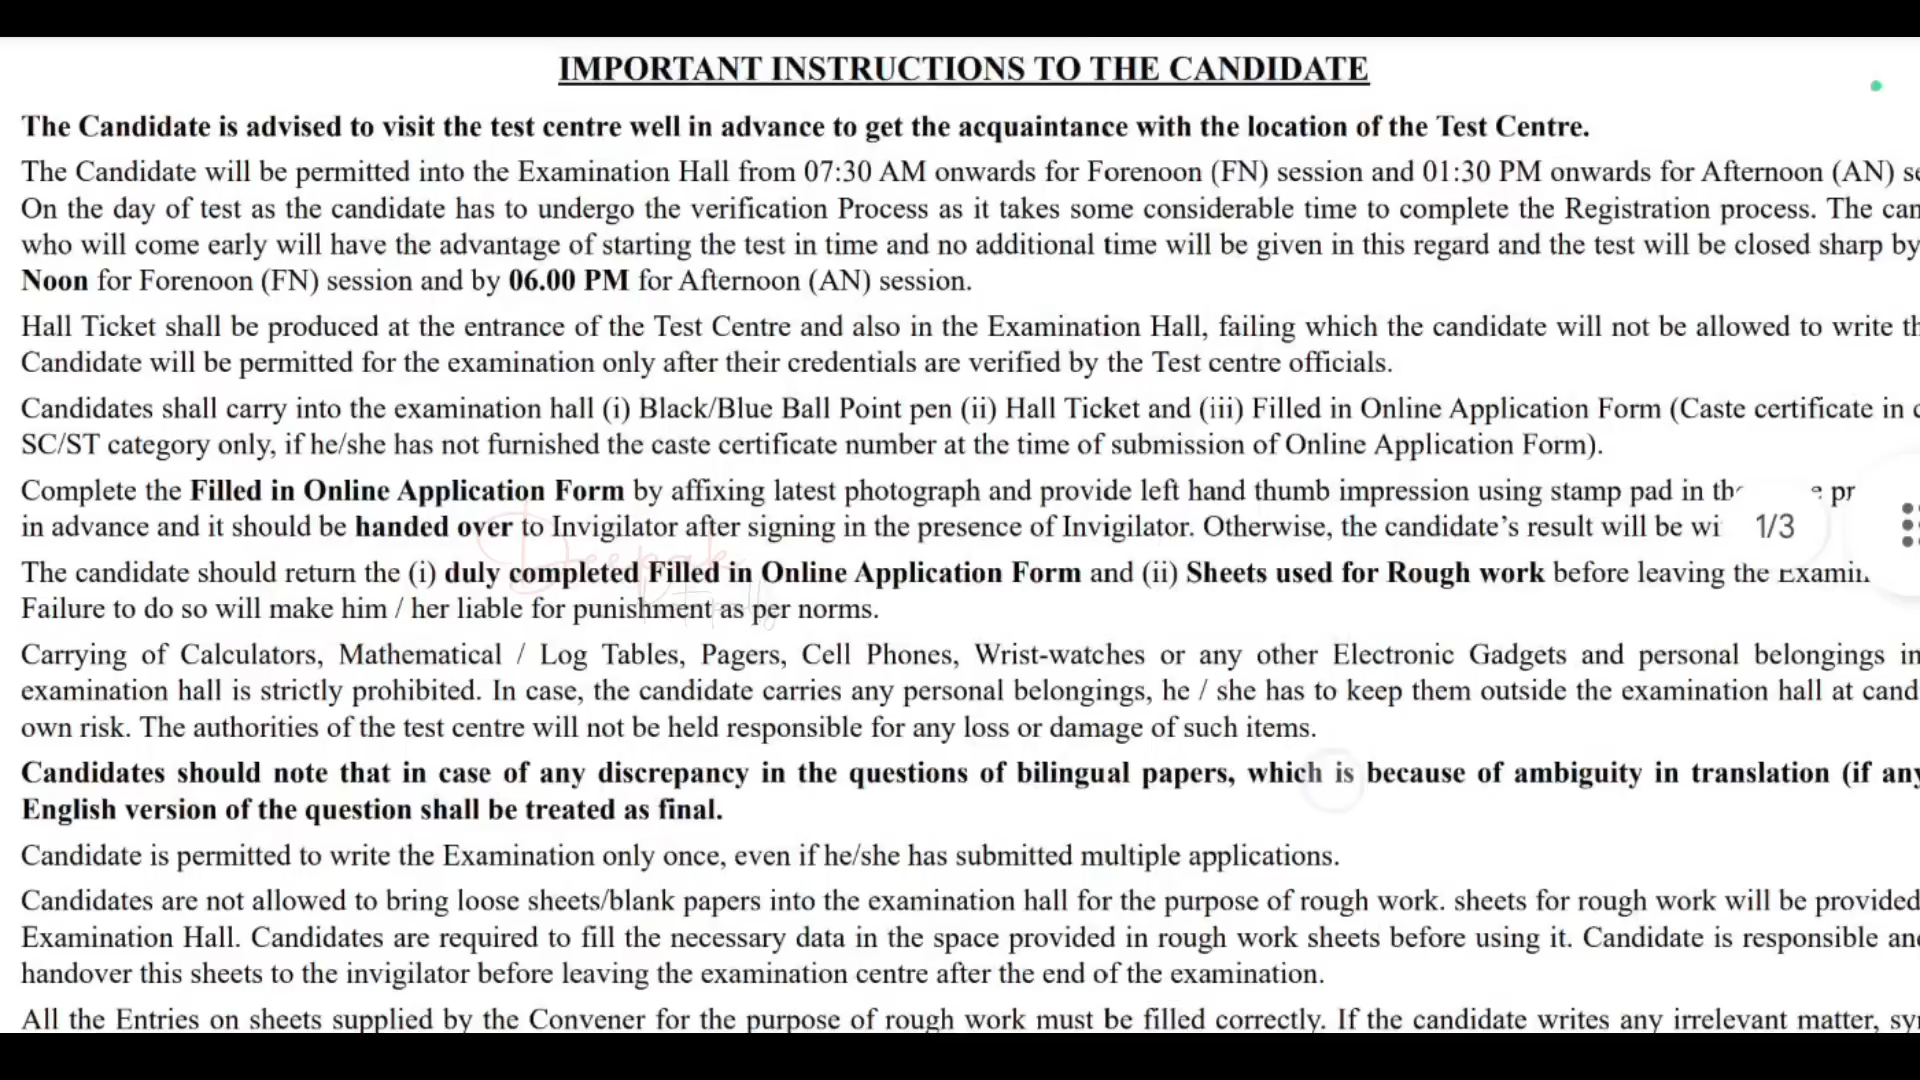 IMPORTANT INSTRUCTIONS TO THE CANDIDATE
The Candidate is advised to visit the test centre well in advance to get the acquaintance with the location of the Test Centre.
The Candidate will be permitted into the Examination Hall from 07:30 AM onwards for Forenoon (FN) session and 01:30 PM onwards for Afternoon (AN)
On the day of test as the candidate has to undergo the verification Process as it takes some considerable time to complete the Registration process. The
who will come early will have the advantage of starting the test in time and no additional time will be given in this regard and the test will be closed sharp by
Noon for Forenoon (FN) session and by 06.00 PM for Afternoon (AN) session.
Hall Ticket shall be produced at the entrance of the Test Centre and also in the Examination Hall, failing which the candidate will not be allowed to write
Candidate will be permitted for the examination only after their credentials are verified by the Test centre officials.
Candidates shall carry into the examination hall (i) Black/Blue Ball Point pen (ii) Hall Ticket and (iii) Filled in Online Application Form (Caste certificate in
SC/ST category only, if he/she has not furnished the caste certificate number at the time of submission of Online Application Form).
Complete the Filled in Online Application Form by affixing latest photograph and provide left hand thumb impression using stamp pad in
in advance and it should be handed over to Invigilator after signing in the presence of Invigilator. Otherwise, the candidate's result will be
1/3
Deepak
The candidate should return the (i) duly completed Filled in Online Application Form and (ii) Sheets used for Rough work before leaving the
Failure to do so will make him / her liable for punishment as per norms.
Carrying of Calculators, Mathematical / Log Tables, Pagers, Cell Phones, Wrist-watches or any other Electronic Gadgets and personal belongings
examination hall is strictly prohibited. In case, the candidate carries any personal belongings, he / she has to keep them outside the examination hall at
own risk. The authorities of the test centre will not be held responsible for any loss or damage of such items.
Candidates should note that in case of any discrepancy in the questions of bilingual papers, which is because of ambiguity in translation (if any
English version of the question shall be treated as final.
Candidate is permitted to write the Examination only once, even if he/she has submitted multiple applications.
Candidates are not allowed to bring loose sheets/blank papers into the examination hall for the purpose of rough work. sheets for rough work will be provided
Examination Hall. Candidates are required to fill the necessary data in the space provided in rough work sheets before using it. Candidate is responsible
handover this sheets to the invigilator before leaving the examination centre after the end of the examination.
All the Entries on sheets supplied by the Convener for the purpose of rough work must be filled correctly. If the candidate writes any irrelevant matter,